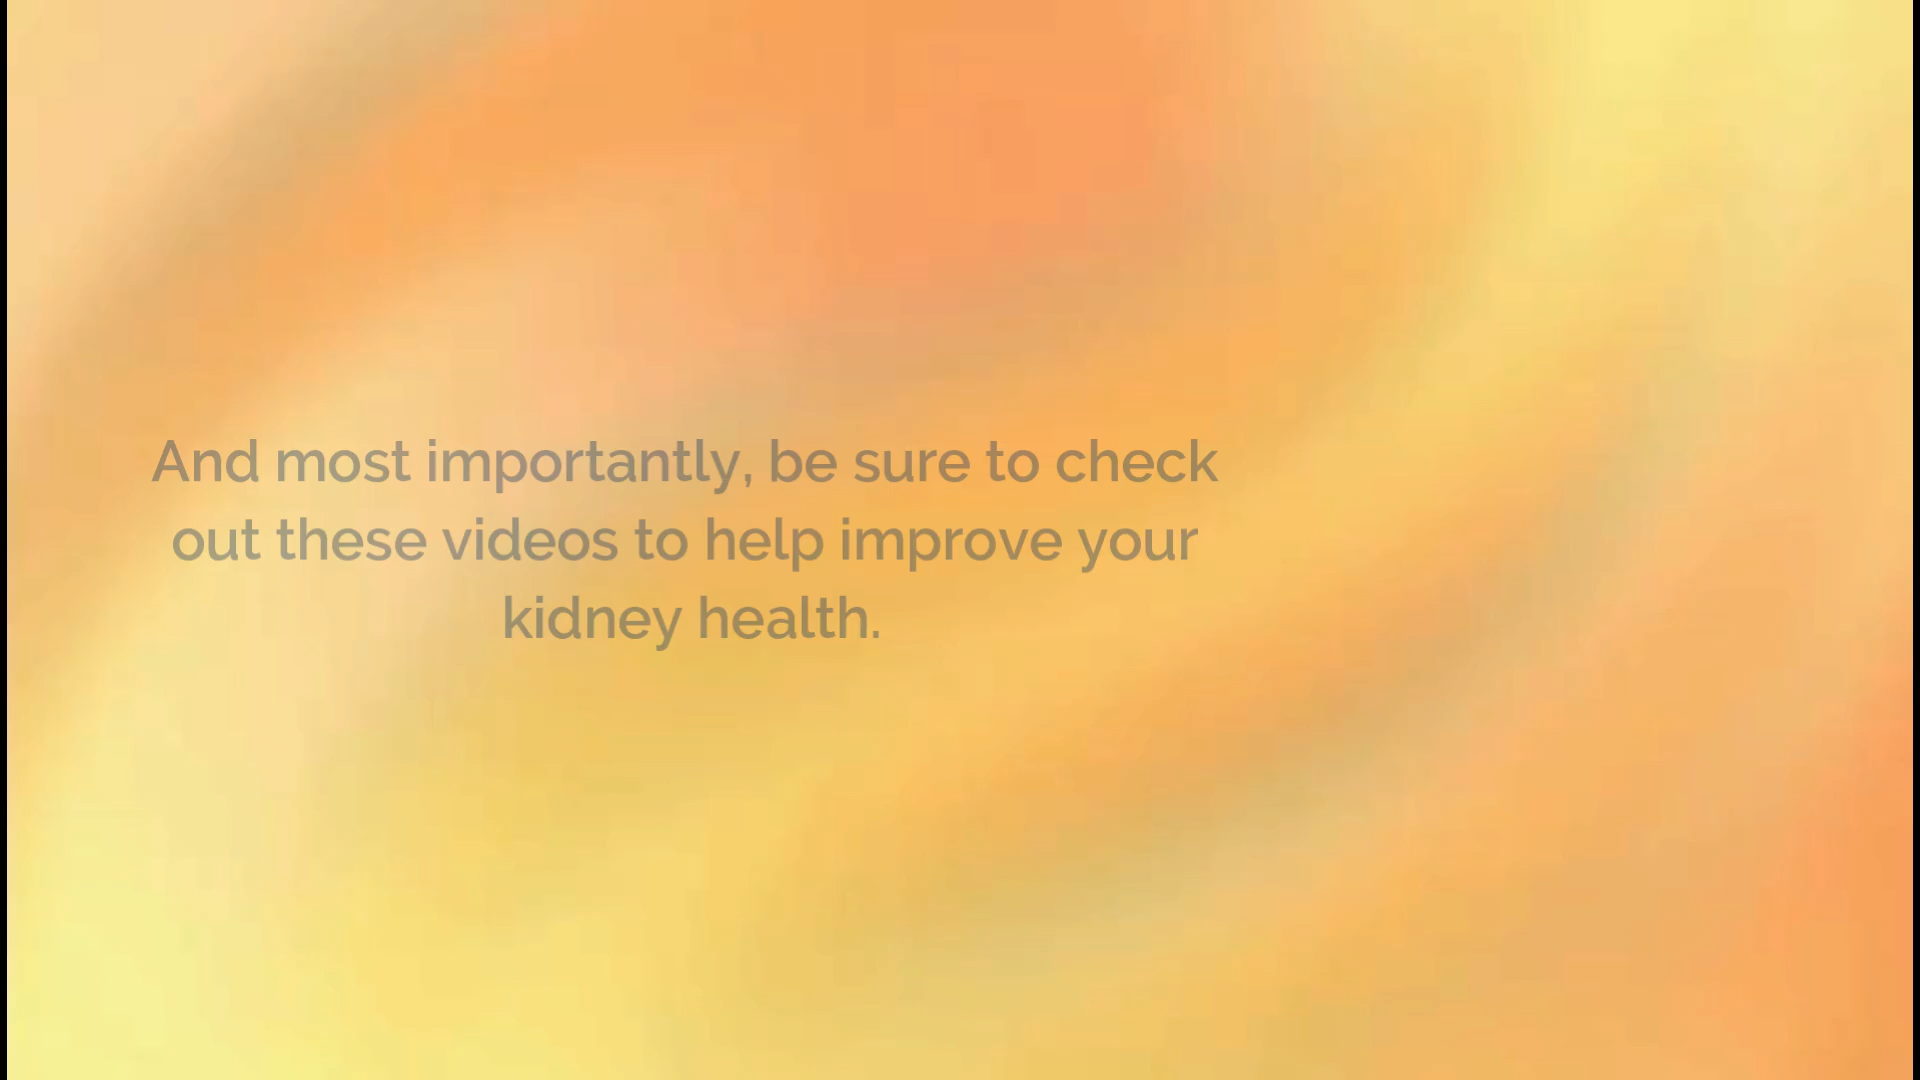 And most importantly, be sure to check
out these videos to help improve your
kidney health.